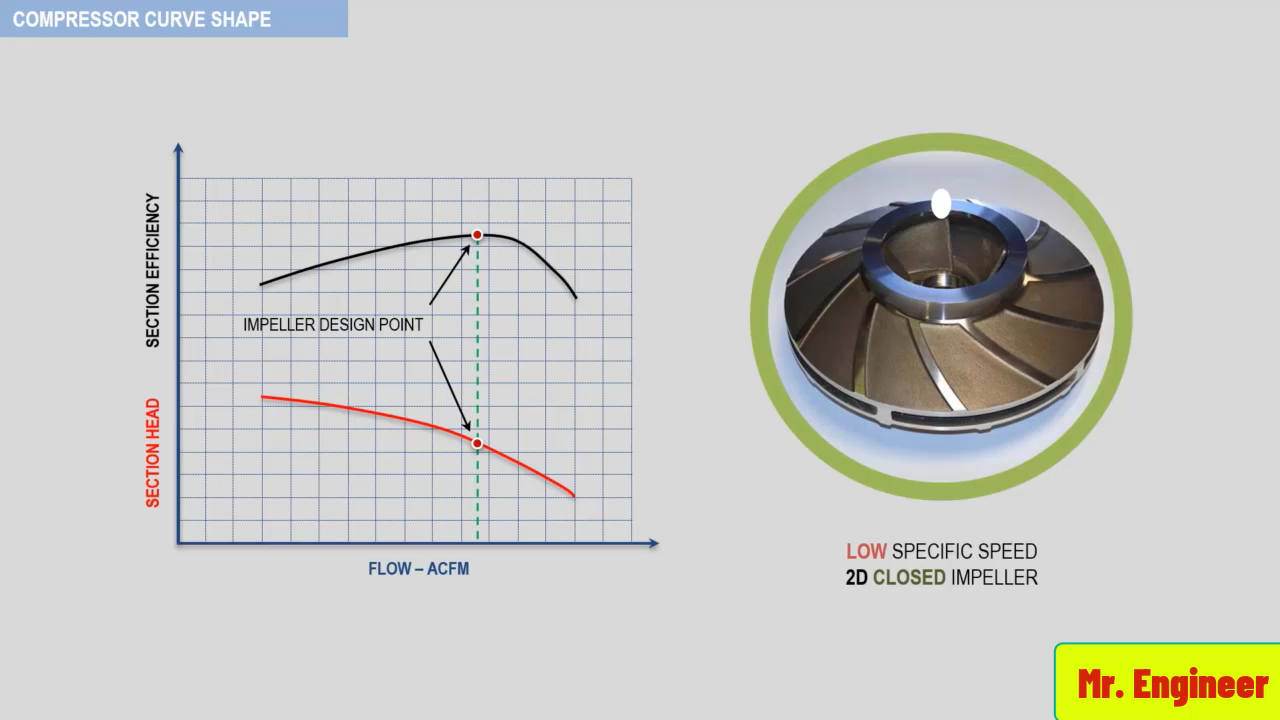 COMPRESSOR CURVE SHAPE
SECTION EFFICIENCY
SECTION HEAD
IMPELLER DESIGN POINT
FLOW – ACFM
LOW SPECIFIC SPEED
2D CLOSED IMPELLER
Mr. Engineer